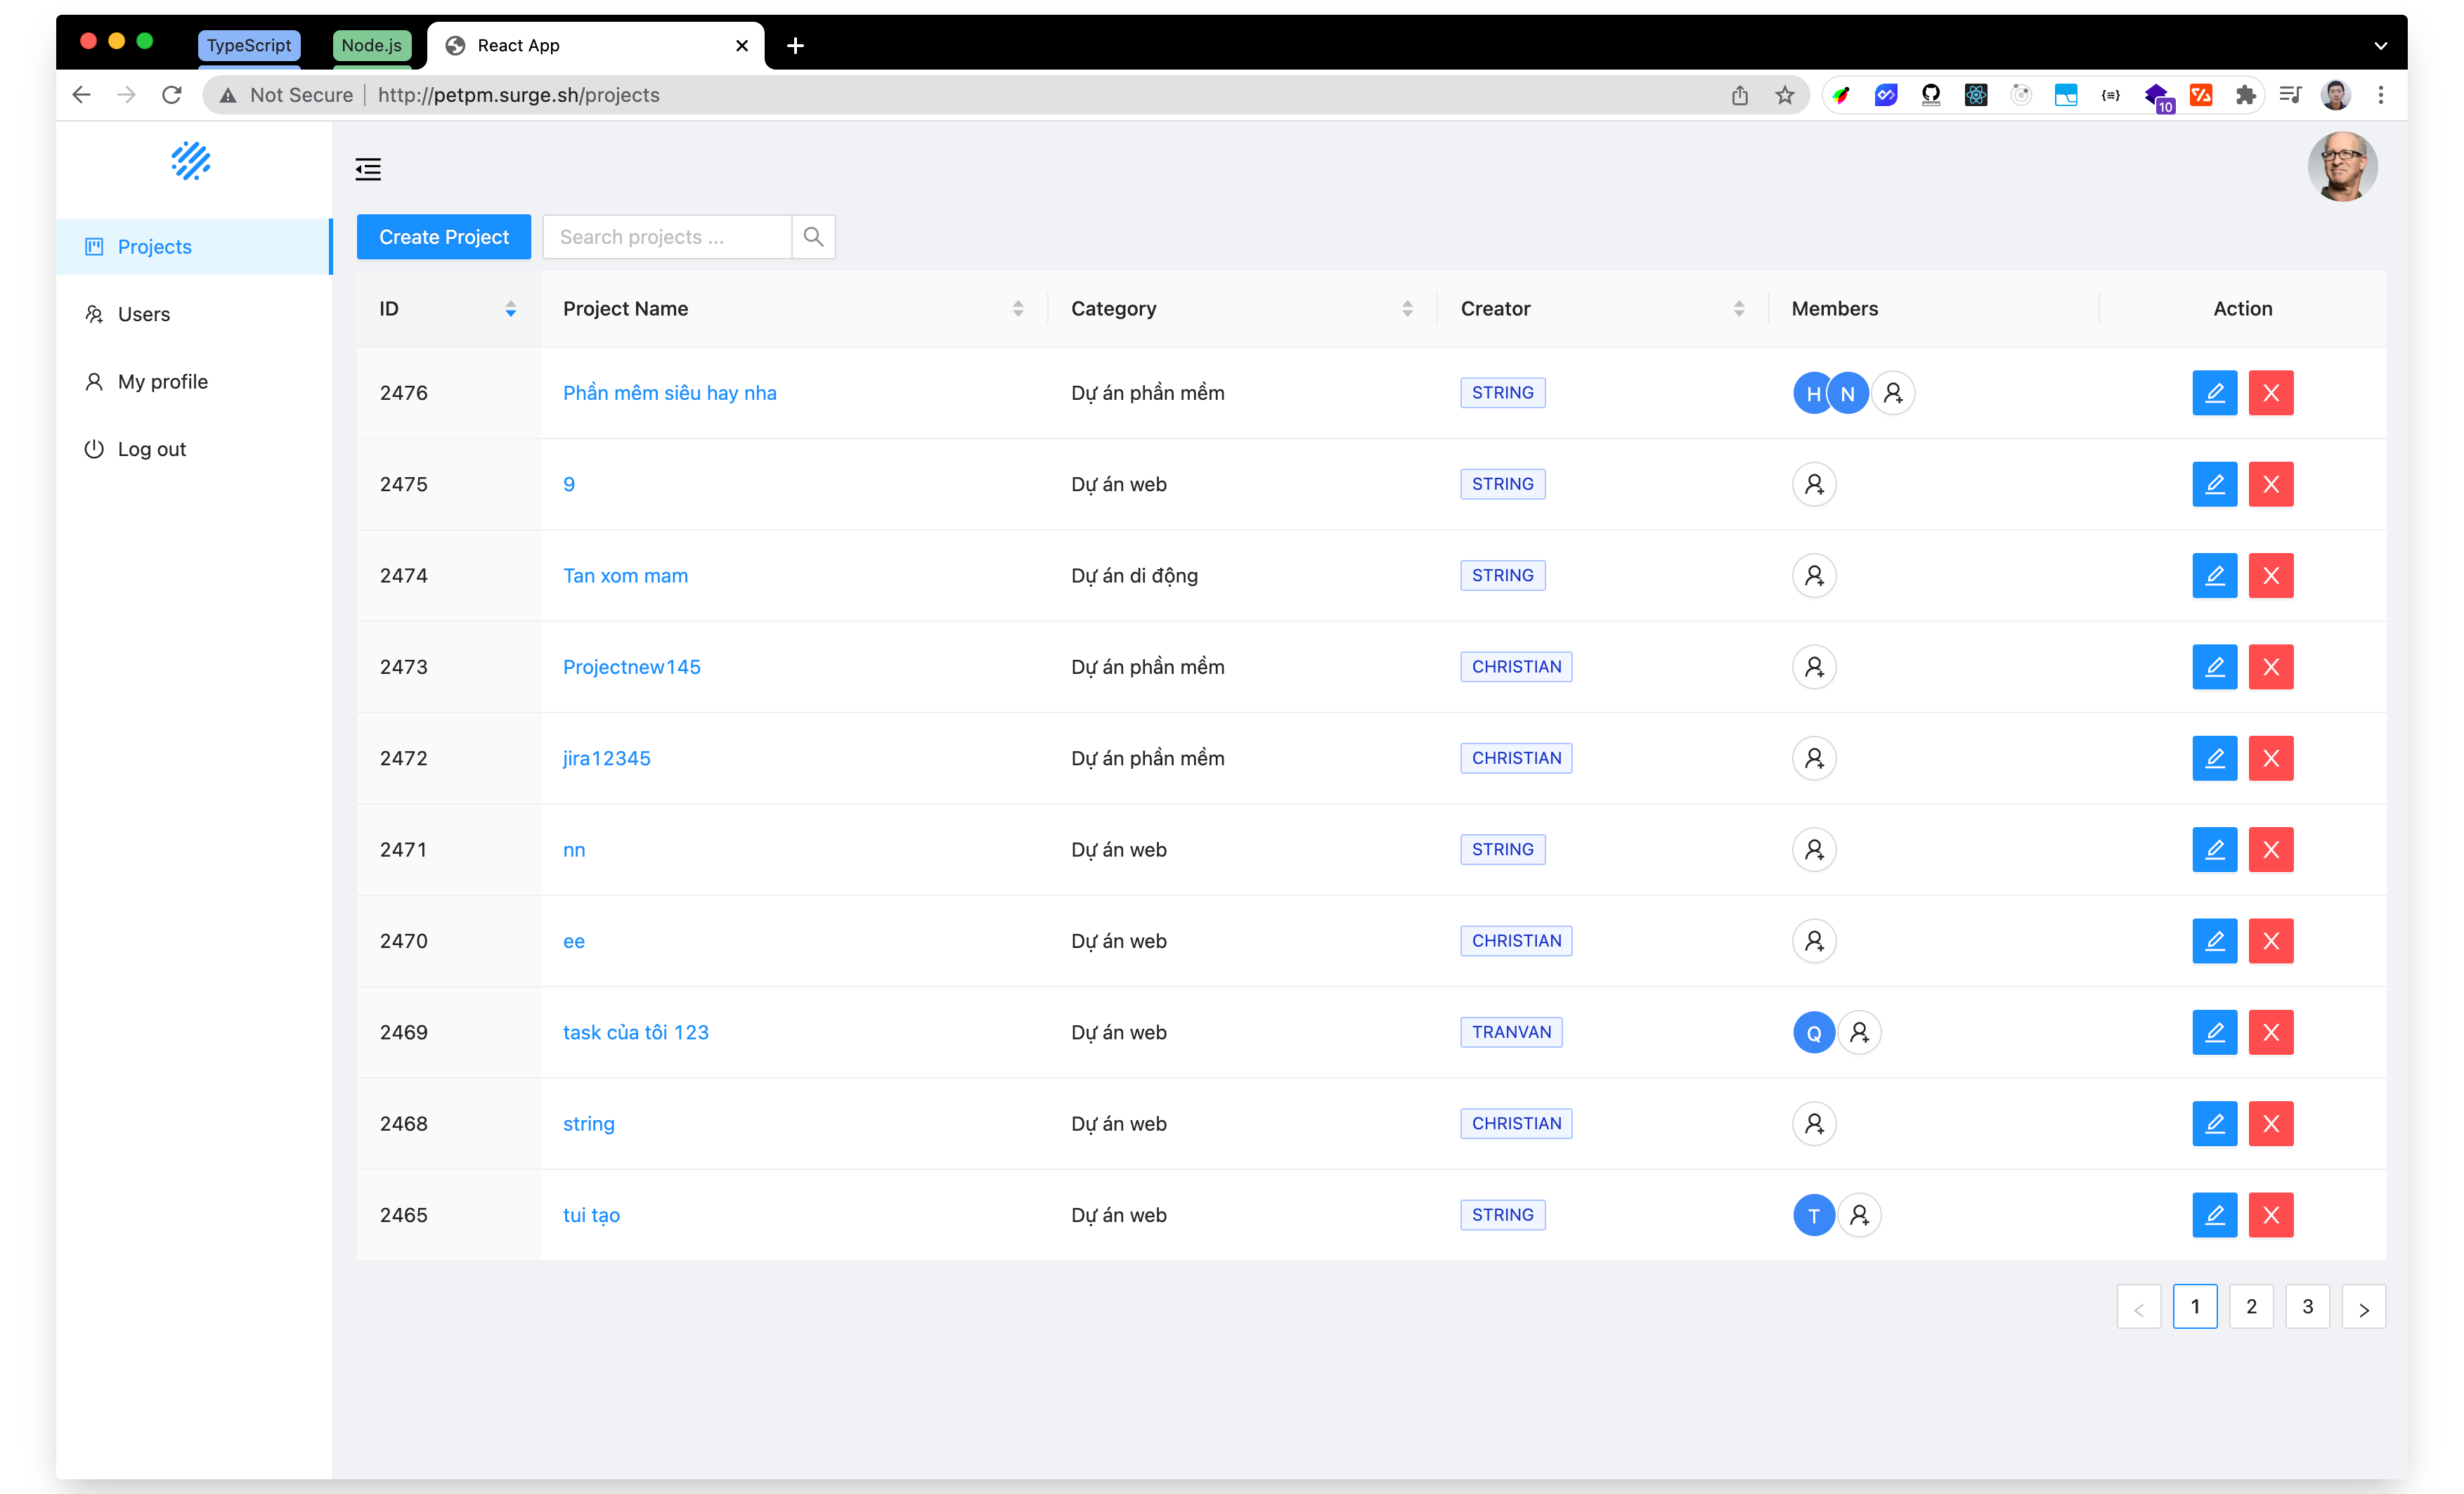 TypeScript Node.js React App
Not Secure http://petpm.surge.sh/projects
10
Projects
Users
My profile
Log out
Create Project Search projects ...
ID Project Name Category Creator Members Action
2476 Phần mêm siêu hay nha Dự án phần mềm STRING H N
2475 9 Dự án web STRING
2474 Tan xom mam Dự án di động STRING
2473 Projectnew145 Dự án phần mềm CHRISTIAN
2472 jira12345 Dự án phần mềm CHRISTIAN
2471 nn Dự án web STRING
2470 ee Dự án web CHRISTIAN
2469 task của tôi 123 Dự án web TRANVAN Q
2468 string Dự án web CHRISTIAN
2465 tui tạo Dự án web STRING T
1 2 3